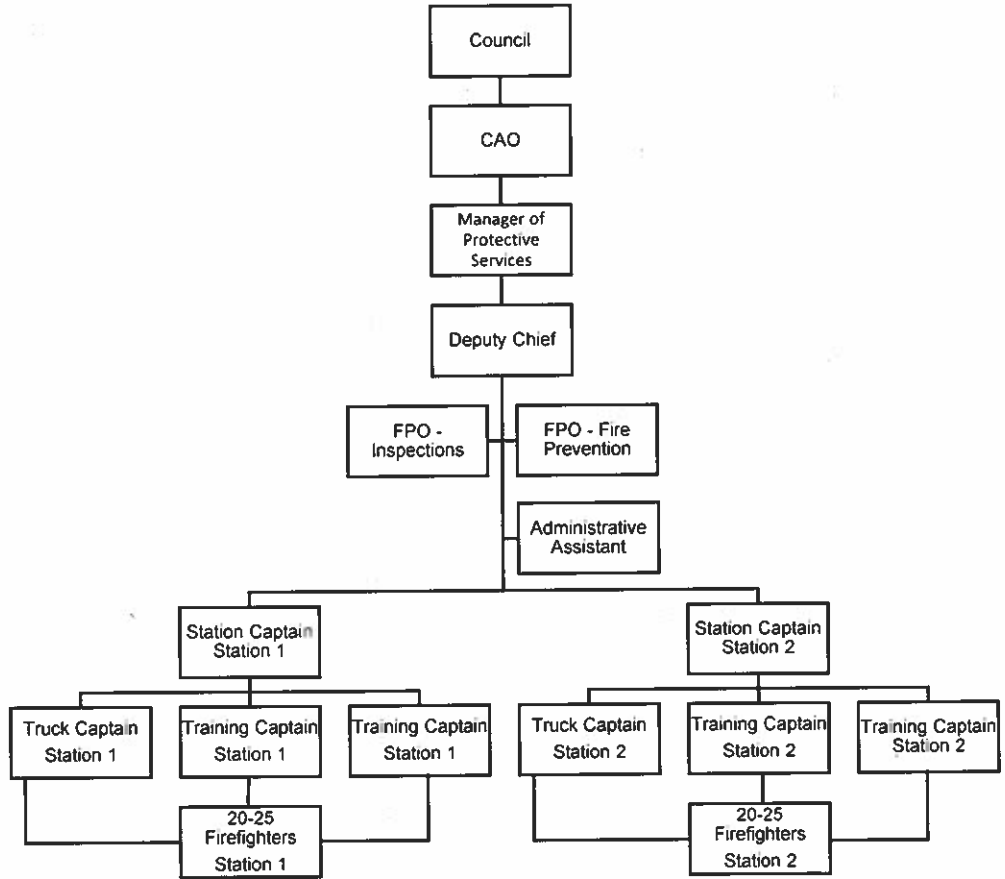 Council
CAO
Manager of
Protective
Services
Deputy Chief
FPO -
Inspections
FPO - Fire
Prevention
Administrative
Assistant
Station Captain
Station 1
Station Captain
Station 2
Truck Captain
Station 1
Training Captain
Station 1
Training Captain
Station 1
Truck Captain
Station 2
Training Captain
Station 2
Training Captain
Station 2
20-25
Firefighters
Station 1
20-25
Firefighters
Station 2